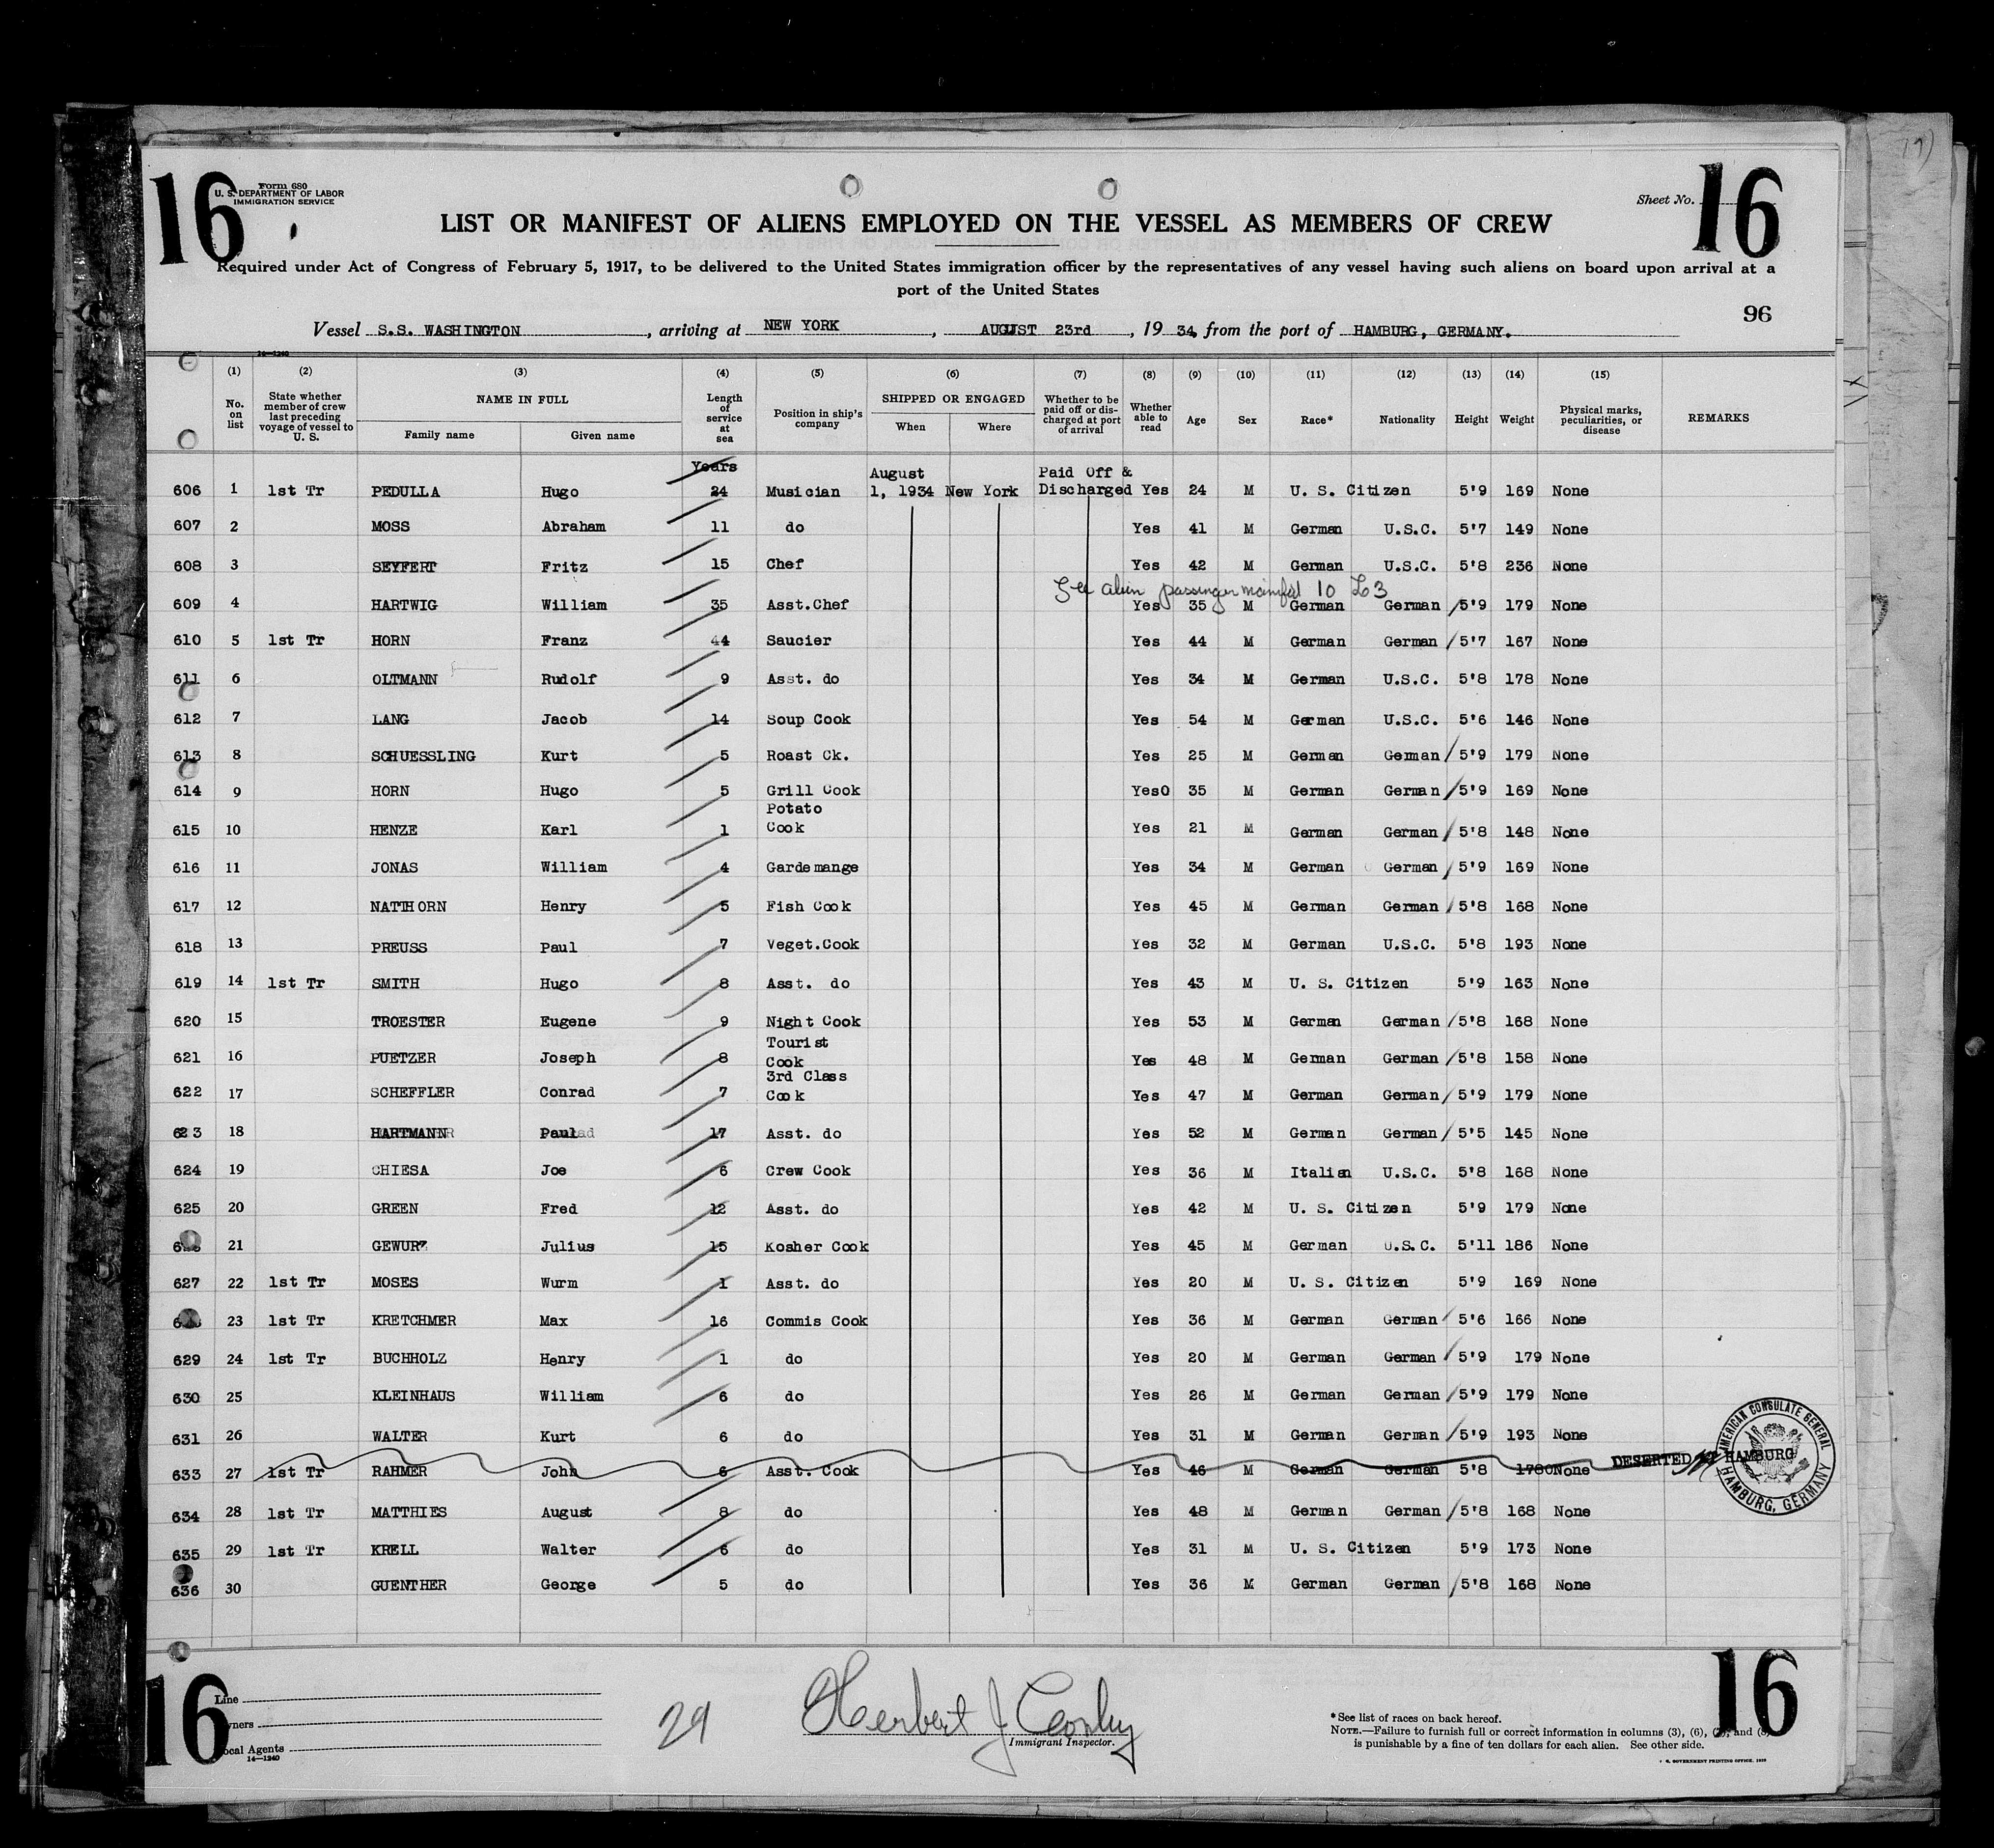 16
Form 680
U. S. DEPARTMENT OF LABOR
IMMIGRATION SERVICE
Sheet No.
16
LIST OR MANIFEST OF ALIENS EMPLOYED ON THE VESSEL AS MEMBERS OF CREW
Required under Act of Congress of February 5, 1917, to be delivered to the United States immigration officer by the representatives of any vessel having such aliens on board upon arrival at a
port of the United States
96
Vessel S.S. WASHINGTON, arriving at NEW YORK, AUGUST 23rd, 19 34, from the port of HAMBURG, GERMANY.
14—1240
(1) (2) (3) (4) (5) (6) (7) (8) (9) (10) (11) (12) (13) (14) (15)
No. on list State whether member of crew last preceding voyage of vessel to U. S. NAME IN FULL Family name Given name Length of service at sea Position in ship's company SHIPPED OR ENGAGED When Where Whether to be paid off or discharged at port of arrival Whether able to read Age Sex Race* Nationality Height Weight Physical marks, peculiarities, or disease REMARKS
Years August Paid Off &
606 1 1st Tr PEDULLA Hugo 24 Musician 1, 1934 New York Discharged Yes 24 M U. S. Citizen 5'9 169 None
607 2 MOSS Abraham 11 do Yes 41 M German U.S.C. 5'7 149 None
608 3 SEYFERT Fritz 15 Chef Yes 42 M German U.S.C. 5'8 236 None
See alien passenger manifest 10 L3
609 4 HARTWIG William 35 Asst.Chef Yes 35 M German German 5'9 179 None
610 5 1st Tr HORN Franz 44 Saucier Yes 44 M German German 5'7 167 None
611 6 OLTMANN Rudolf 9 Asst. do Yes 34 M German U.S.C. 5'8 178 None
612 7 LANG Jacob 14 Soup Cook Yes 54 M German U.S.C. 5'6 146 None
613 8 SCHUESSLING Kurt 5 Roast Ck. Yes 25 M German German 5'9 179 None
614 9 HORN Hugo 5 Grill Cook Yes0 35 M German German 5'9 169 None
Potato
615 10 HENZE Karl 1 Cook Yes 21 M German German 5'8 148 None
616 11 JONAS William 4 Gardemange Yes 34 M German German 5'9 169 None
617 12 NATTHORN Henry 5 Fish Cook Yes 45 M German German 5'8 168 None
618 13 PREUSS Paul 7 Veget.Cook Yes 32 M German U.S.C. 5'8 193 None
619 14 1st Tr SMITH Hugo 8 Asst. do Yes 43 M U. S. Citizen 5'9 163 None
620 15 TROESTER Eugene 9 Night Cook Yes 53 M German German 5'8 168 None
Tourist
621 16 PUETZER Joseph 8 Cook Yes 48 M German German 5'8 158 None
3rd Class
622 17 SCHEFFLER Conrad 7 Cook Yes 47 M German German 5'9 179 None
623 18 HARTMANN Paul 17 Asst. do Yes 52 M German German 5'5 145 None
624 19 CHIESA Joe 6 Crew Cook Yes 36 M Italian U.S.C. 5'8 168 None
625 20 GREEN Fred 12 Asst. do Yes 42 M U. S. Citizen 5'9 179 None
21 GEWURZ Julius 15 Kosher Cook Yes 45 M German U.S.C. 5'11 186 None
627 22 1st Tr MOSES Wurm 1 Asst. do Yes 20 M U. S. Citizen 5'9 169 None
23 1st Tr KRETCHMER Max 16 Commis Cook Yes 36 M German German 5'6 166 None
629 24 1st Tr BUCHHOLZ Henry 1 do Yes 20 M German German 5'9 179 None
630 25 KLEINHAUS William 6 do Yes 26 M German German 5'9 179 None
631 26 WALTER Kurt 6 do Yes 31 M German German 5'9 193 None
633 27 1st Tr RAHMER John 6 Asst. Cook Yes 46 M German German 5'8 1780 None DESERTED AT HAMBURG
AMERICAN CONSULATE GENERAL
HAMBURG, GERMANY
634 28 1st Tr MATTHIES August 8 do Yes 48 M German German 5'8 168 None
635 29 1st Tr KRELL Walter 6 do Yes 31 M U. S. Citizen 5'9 173 None
636 30 GUENTHER George 5 do Yes 36 M German German 5'8 168 None
16
Line
Owners
Local Agents
14—1240
29
Herbert J
Immigrant Inspector.
16
*See list of races on back hereof.
NOTE.—Failure to furnish full or correct information in columns (3), (6), (7), and (8)
is punishable by a fine of ten dollars for each alien. See other side.
U. S. GOVERNMENT PRINTING OFFICE